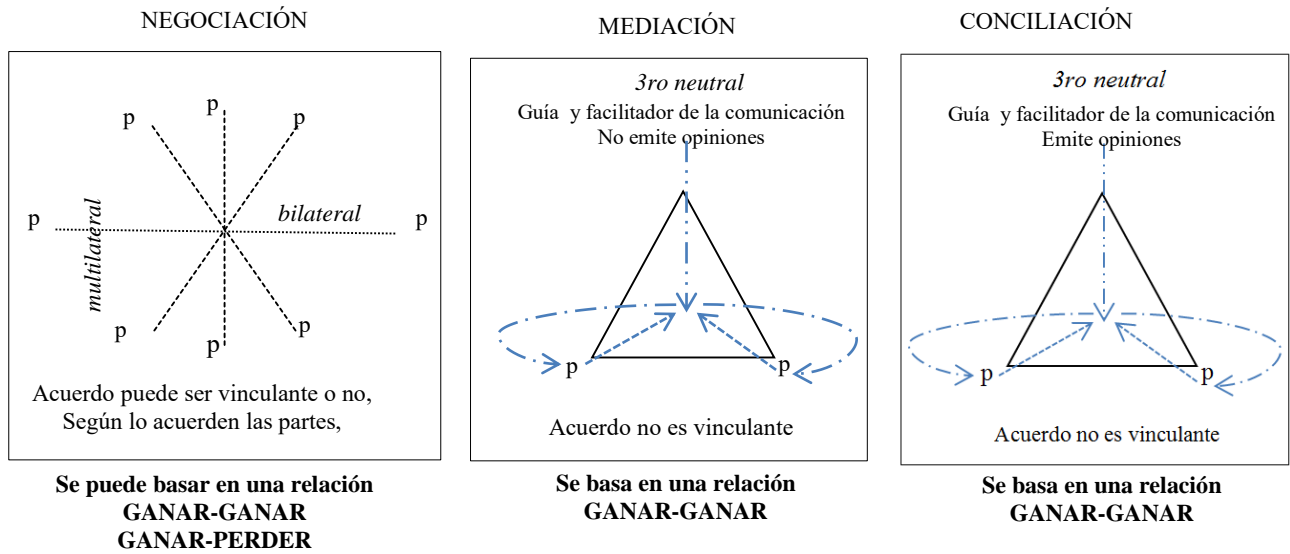 NEGOCIACIÓN
p
p
p
p
bilateral
p
multilateral
p
p
p
Acuerdo puede ser vinculante o no,
Según lo acuerden las partes,
Se puede basar en una relación
GANAR-GANAR
GANAR-PERDER
MEDIACIÓN
3ro neutral
Guía y facilitador de la comunicación
No emite opiniones
p
p
Acuerdo no es vinculante
Se basa en una relación
GANAR-GANAR
CONCILIACIÓN
3ro neutral
Guía y facilitador de la comunicación
Emite opiniones
p
p
Acuerdo no es vinculante
Se basa en una relación
GANAR-GANAR